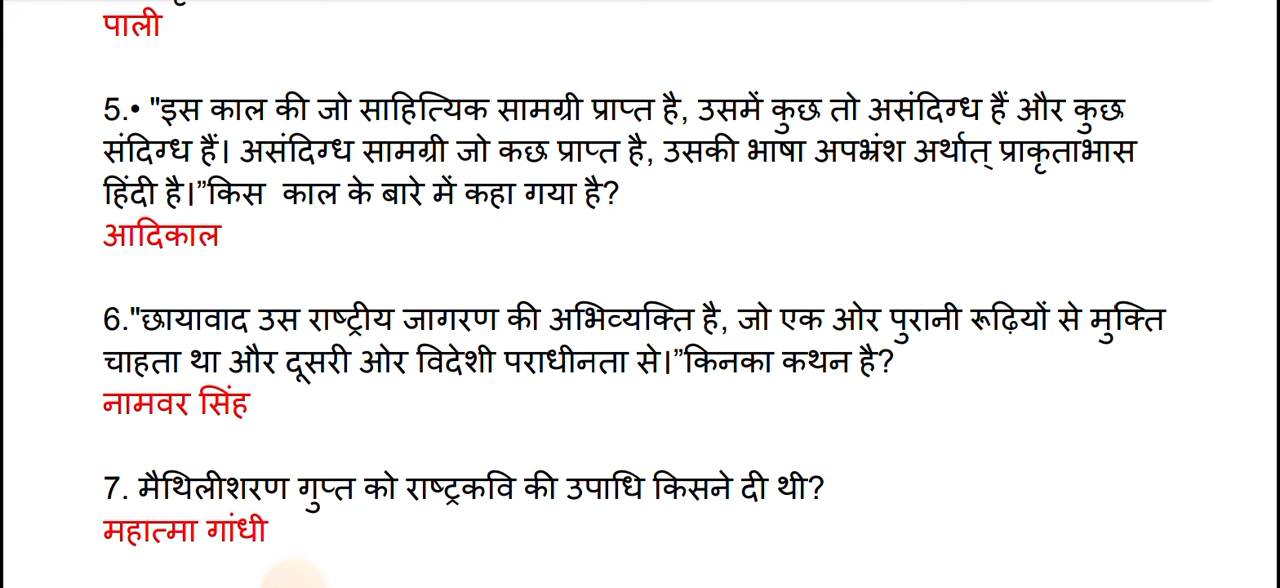 पाली
5.• "इस काल की जो साहित्यिक सामग्री प्राप्त है, उसमें कुछ तो असंदिग्ध हैं और कुछ
संदिग्ध हैं। असंदिग्ध सामग्री जो कछ प्राप्त है, उसकी भाषा अपभ्रंश अर्थात् प्राकृताभास
हिंदी है।”किस काल के बारे में कहा गया है?
आदिकाल
6."छायावाद उस राष्ट्रीय जागरण की अभिव्यक्ति है, जो एक ओर पुरानी रूढ़ियों से मुक्ति
चाहता था और दूसरी ओर विदेशी पराधीनता से।”किनका कथन है?
नामवर सिंह
7. मैथिलीशरण गुप्त को राष्ट्रकवि की उपाधि किसने दी थी?
महात्मा गांधी